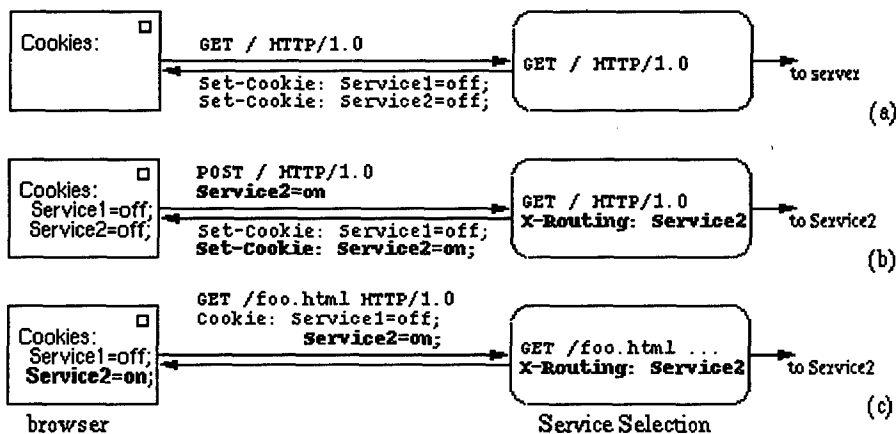 Cookies:
GET / HTTP/1.0
Set-Cookie: Service1=off;
Set-Cookie: Service2=off;
GET / HTTP/1.0
to server
(a)
Cookies:
Service1=off;
Service2=off;
POST / HTTP/1.0
Service2=on
Set-Cookie: Service1=off;
Set-Cookie: Service2=on;
GET / HTTP/1.0
X-Routing: Service2
to Service2
(b)
Cookies:
Service1=off;
Service2=on;
GET /foo.html HTTP/1.0
Cookie: Service1=off;
Service2=on;
GET /foo.html ...
X-Routing: Service2
to Service2
(c)
browser
Service Selection